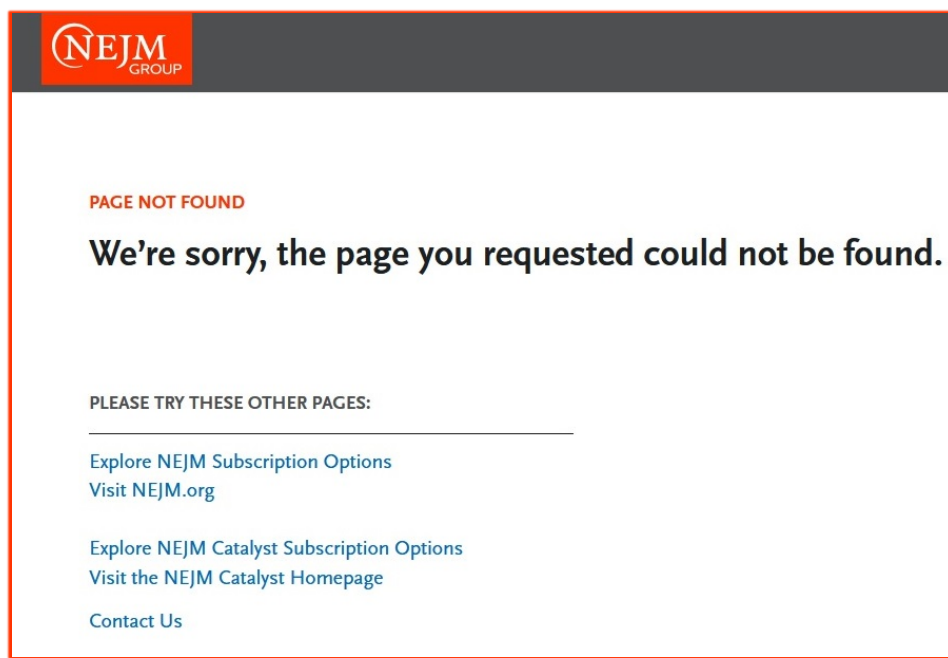 NEJM
GROUP
PAGE NOT FOUND
We’re sorry, the page you requested could not be found.
PLEASE TRY THESE OTHER PAGES:
Explore NEJM Subscription Options
Visit NEJM.org
Explore NEJM Catalyst Subscription Options
Visit the NEJM Catalyst Homepage
Contact Us